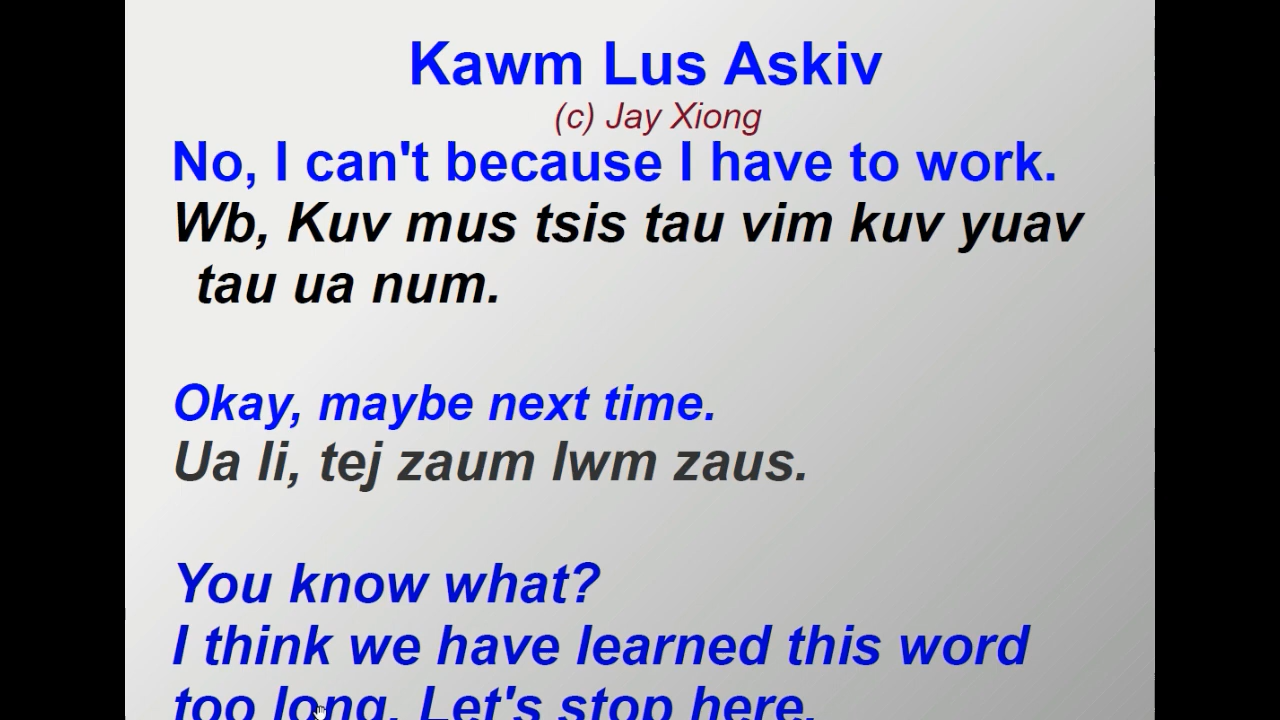 Kawm Lus Askiv
(c) Jay Xiong
No, I can't because I have to work.
Wb, Kuv mus tsis tau vim kuv yuav
tau ua num.
Okay, maybe next time.
Ua li, tej zaum lwm zaus.
You know what?
I think we have learned this word
too long. Let's stop here.